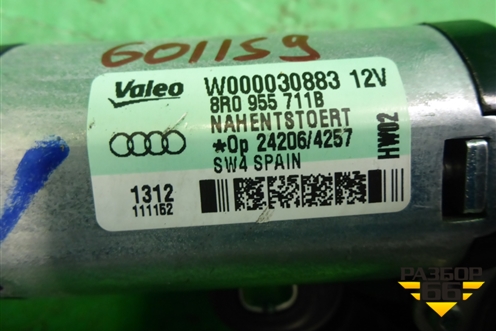 601159
Valeo W000030883 12V
8R0 955 711B
NAHENTSTOERT
*Op 24206/4257
SW4 SPAIN
HW02
1312
111152
РАЗБОР
66